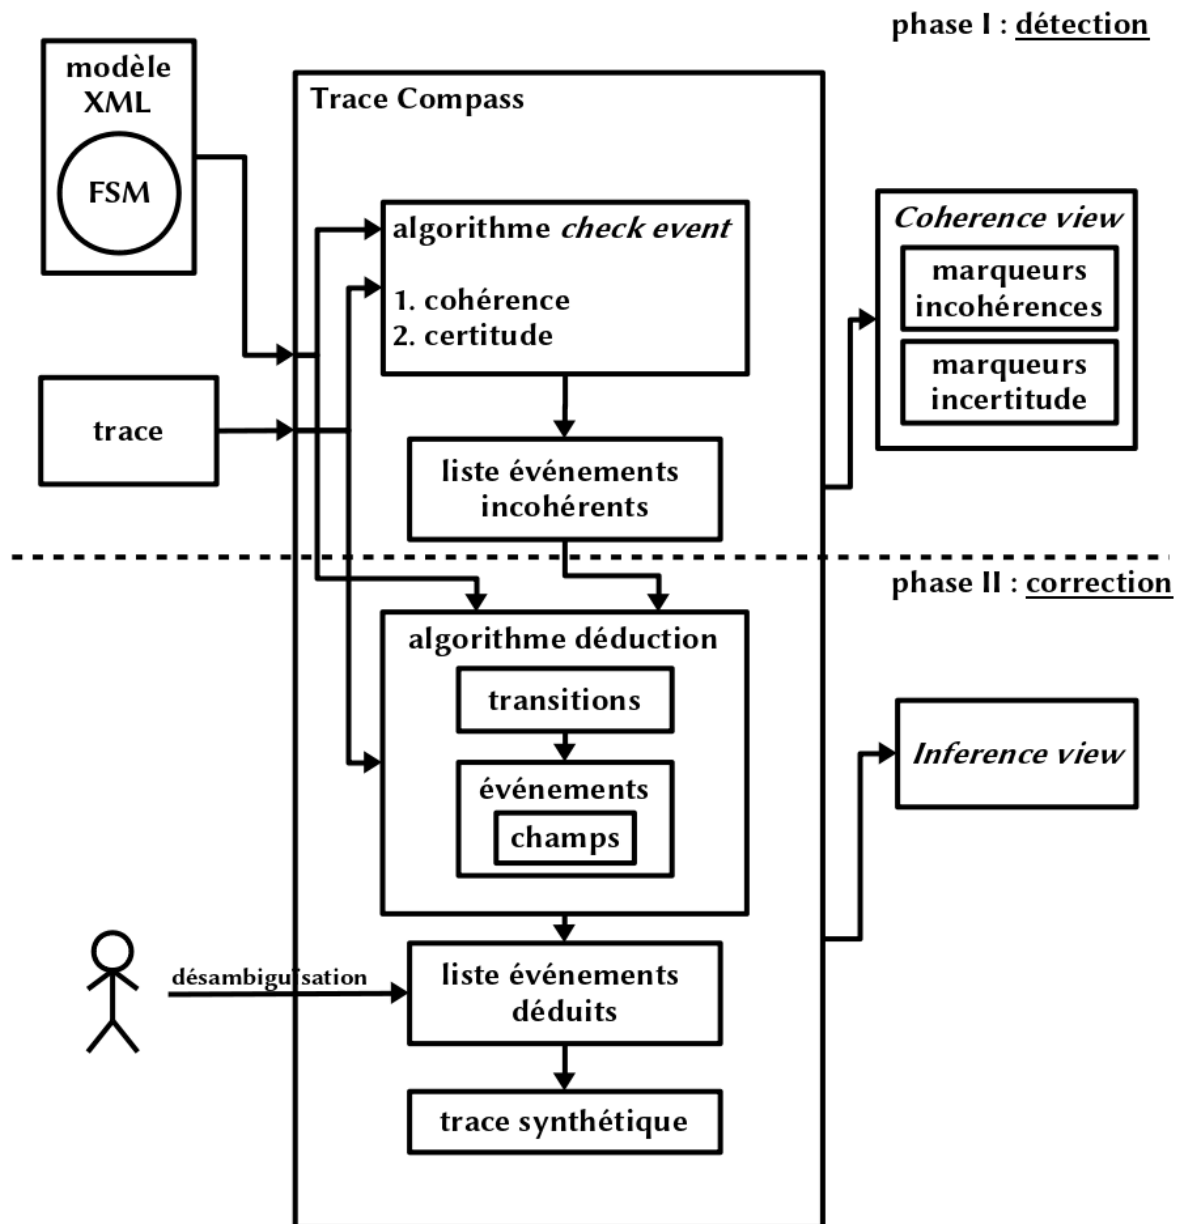 phase I : détection
modèle
XML
FSM
Trace Compass
algorithme check event
1. cohérence
2. certitude
Coherence view
marqueurs
incohérences
marqueurs
incertitude
trace
liste événements
incohérents
phase II : correction
algorithme déduction
transitions
événements
champs
Inference view
désambiguïsation
liste événements
déduits
trace synthétique